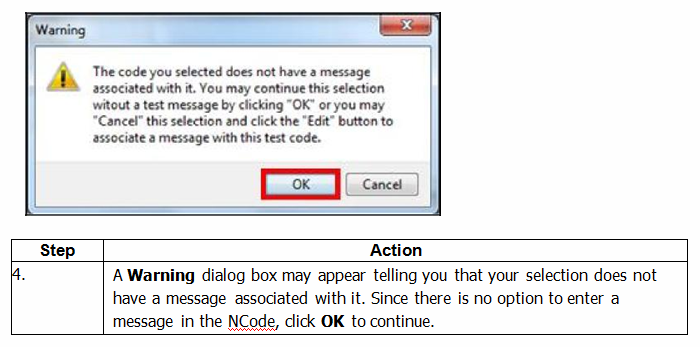 Warning
The code you selected does not have a message
associated with it. You may continue this selection
witout a test message by clicking "OK" or you may
"Cancel" this selection and click the "Edit" button to
associate a message with this test code.
OK Cancel
Step Action
4. A Warning dialog box may appear telling you that your selection does not
have a message associated with it. Since there is no option to enter a
message in the NCode, click OK to continue.